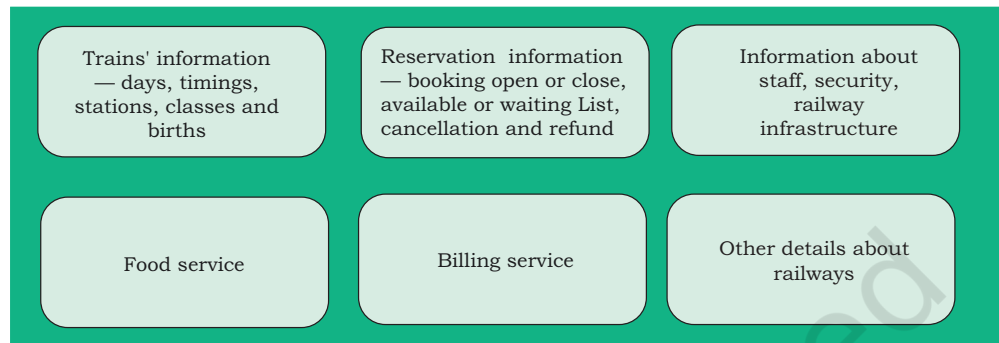 Trains' information
— days, timings,
stations, classes and
births
Reservation information
— booking open or close,
available or waiting List,
cancellation and refund
Information about
staff, security,
railway
infrastructure
Food service
Billing service
Other details about
railways